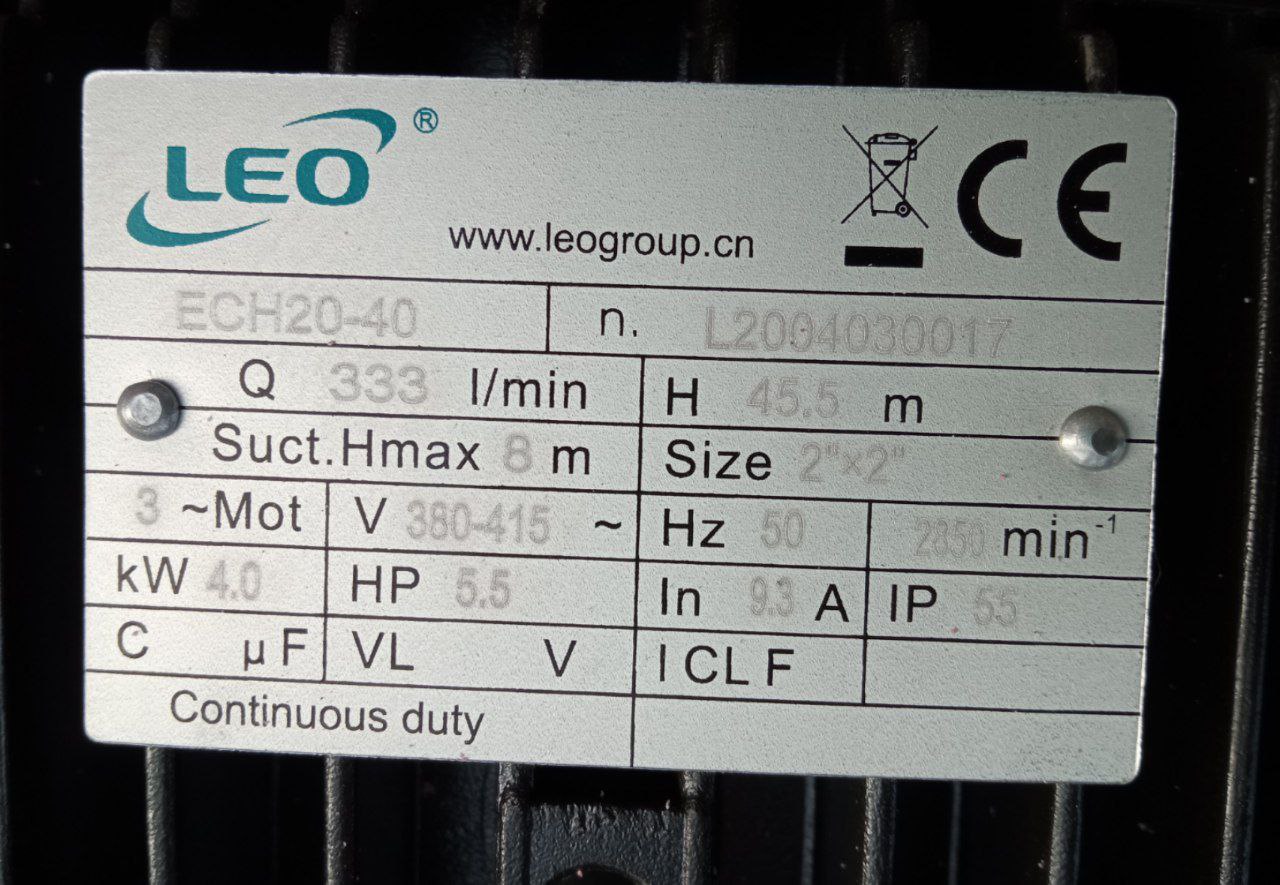 LEO®
www.leogroup.cn
CE
ECH20-40 n. L2004030017
Q 333 l/min H 45.5 m
Suct.Hmax 8 m Size 2"×2"
3 ~Mot V 380-415 ~ Hz 50 2850 min-1
kW 4.0 HP 5.5 In 9.3 A IP 55
C µF VL V I CL F
Continuous duty